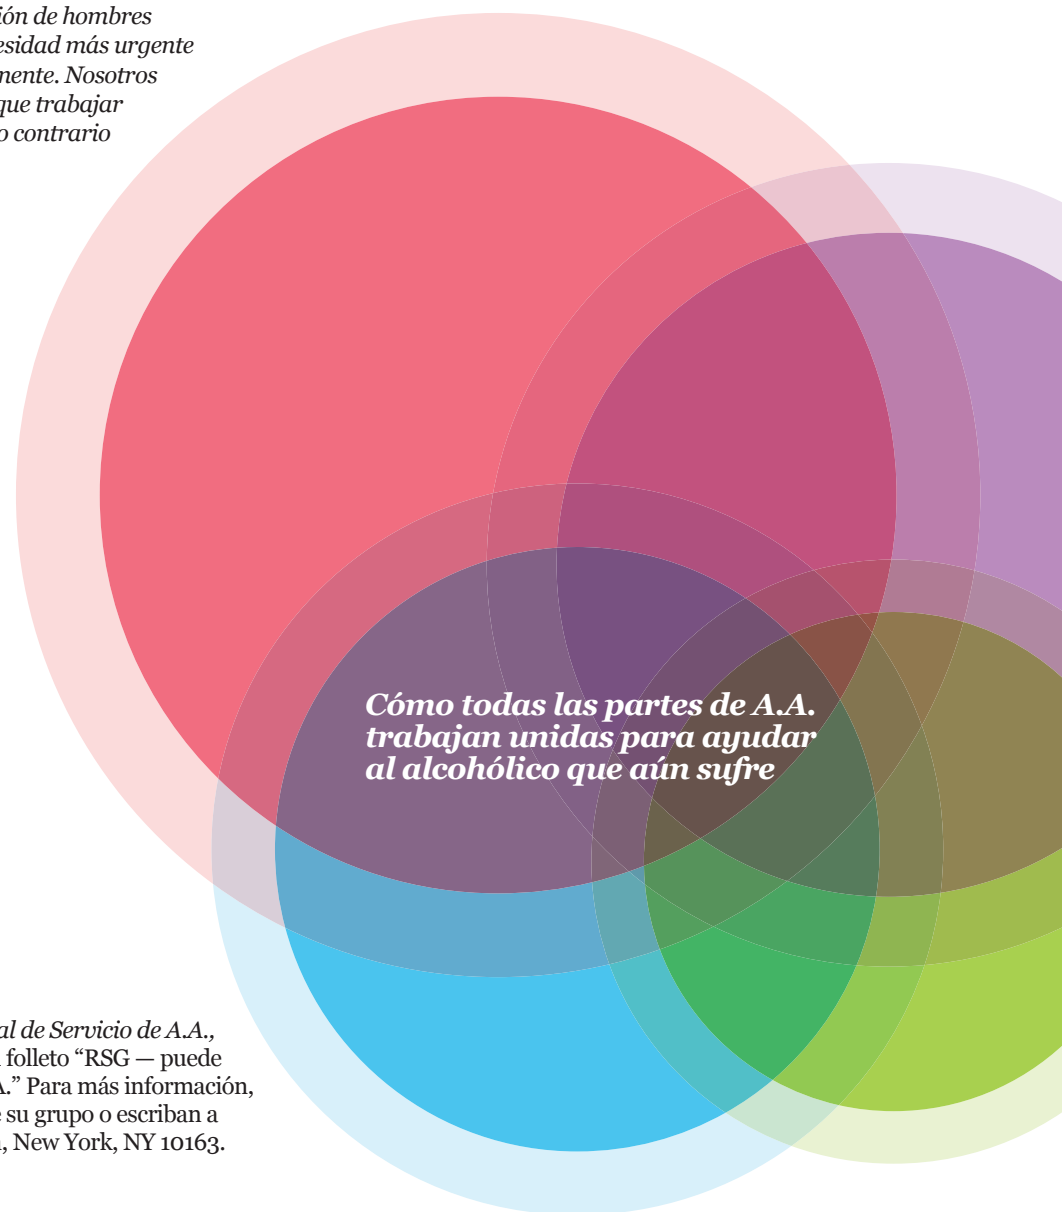 ión de hombres
esidad más urgente
nente. Nosotros
que trabajar
o contrario
Cómo todas las partes de A.A.
trabajan unidas para ayudar
al alcohólico que aún sufre
al de Servicio de A.A.,
folleto “RSG — puede
A.” Para más información,
e su grupo o escriban a
, New York, NY 10163.